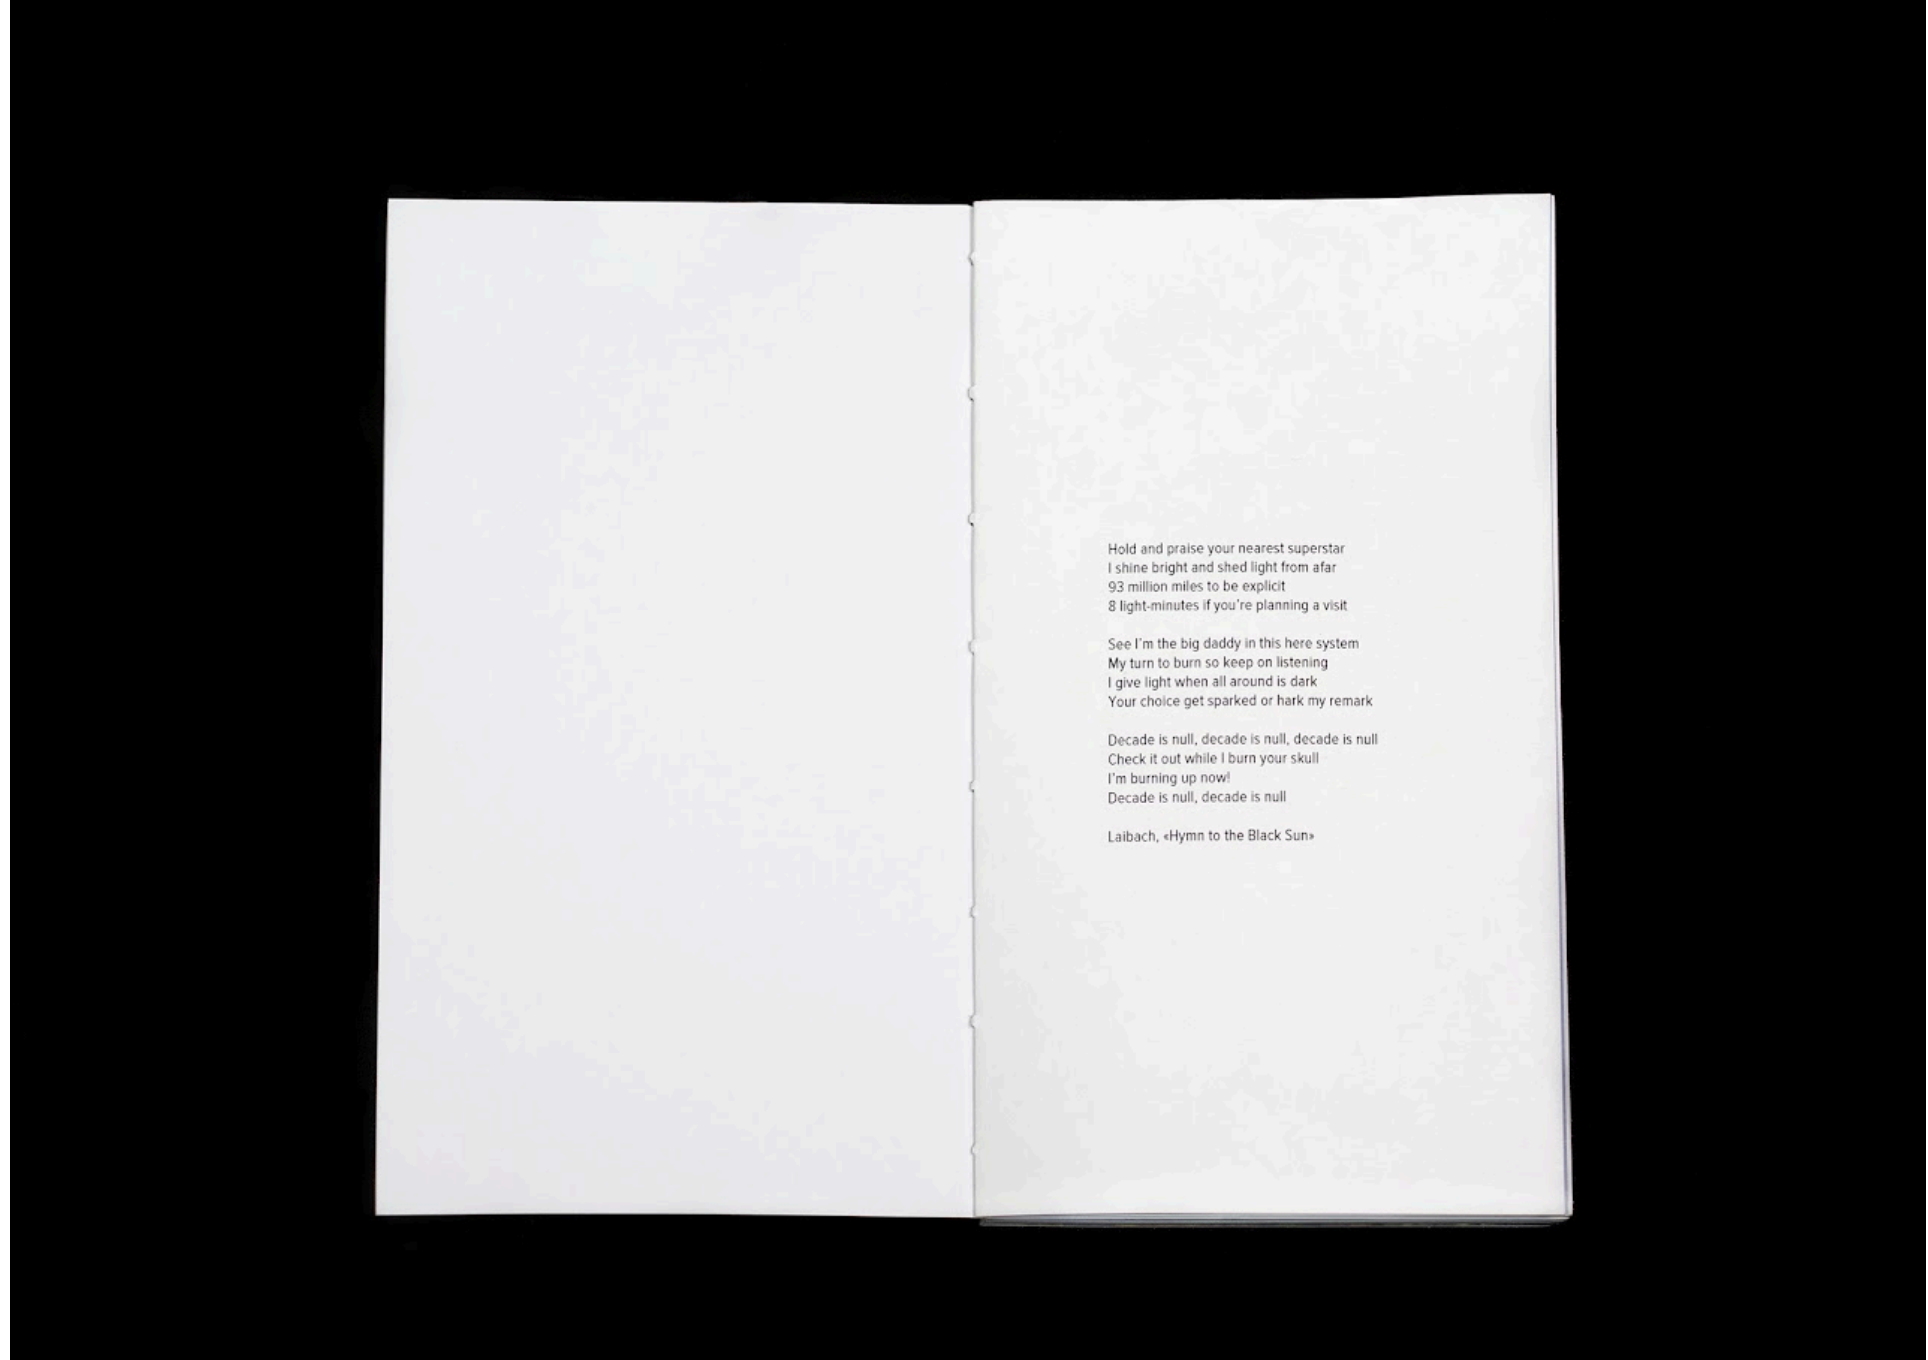 Hold and praise your nearest superstar
I shine bright and shed light from afar
93 million miles to be explicit
8 light-minutes if you're planning a visit
See I'm the big daddy in this here system
My turn to burn so keep on listening
I give light when all around is dark
Your choice get sparked or hark my remark
Decade is null, decade is null, decade is null
Check it out while I burn your skull
I'm burning up now!
Decade is null, decade is null
Laibach, «Hymn to the Black Sun»